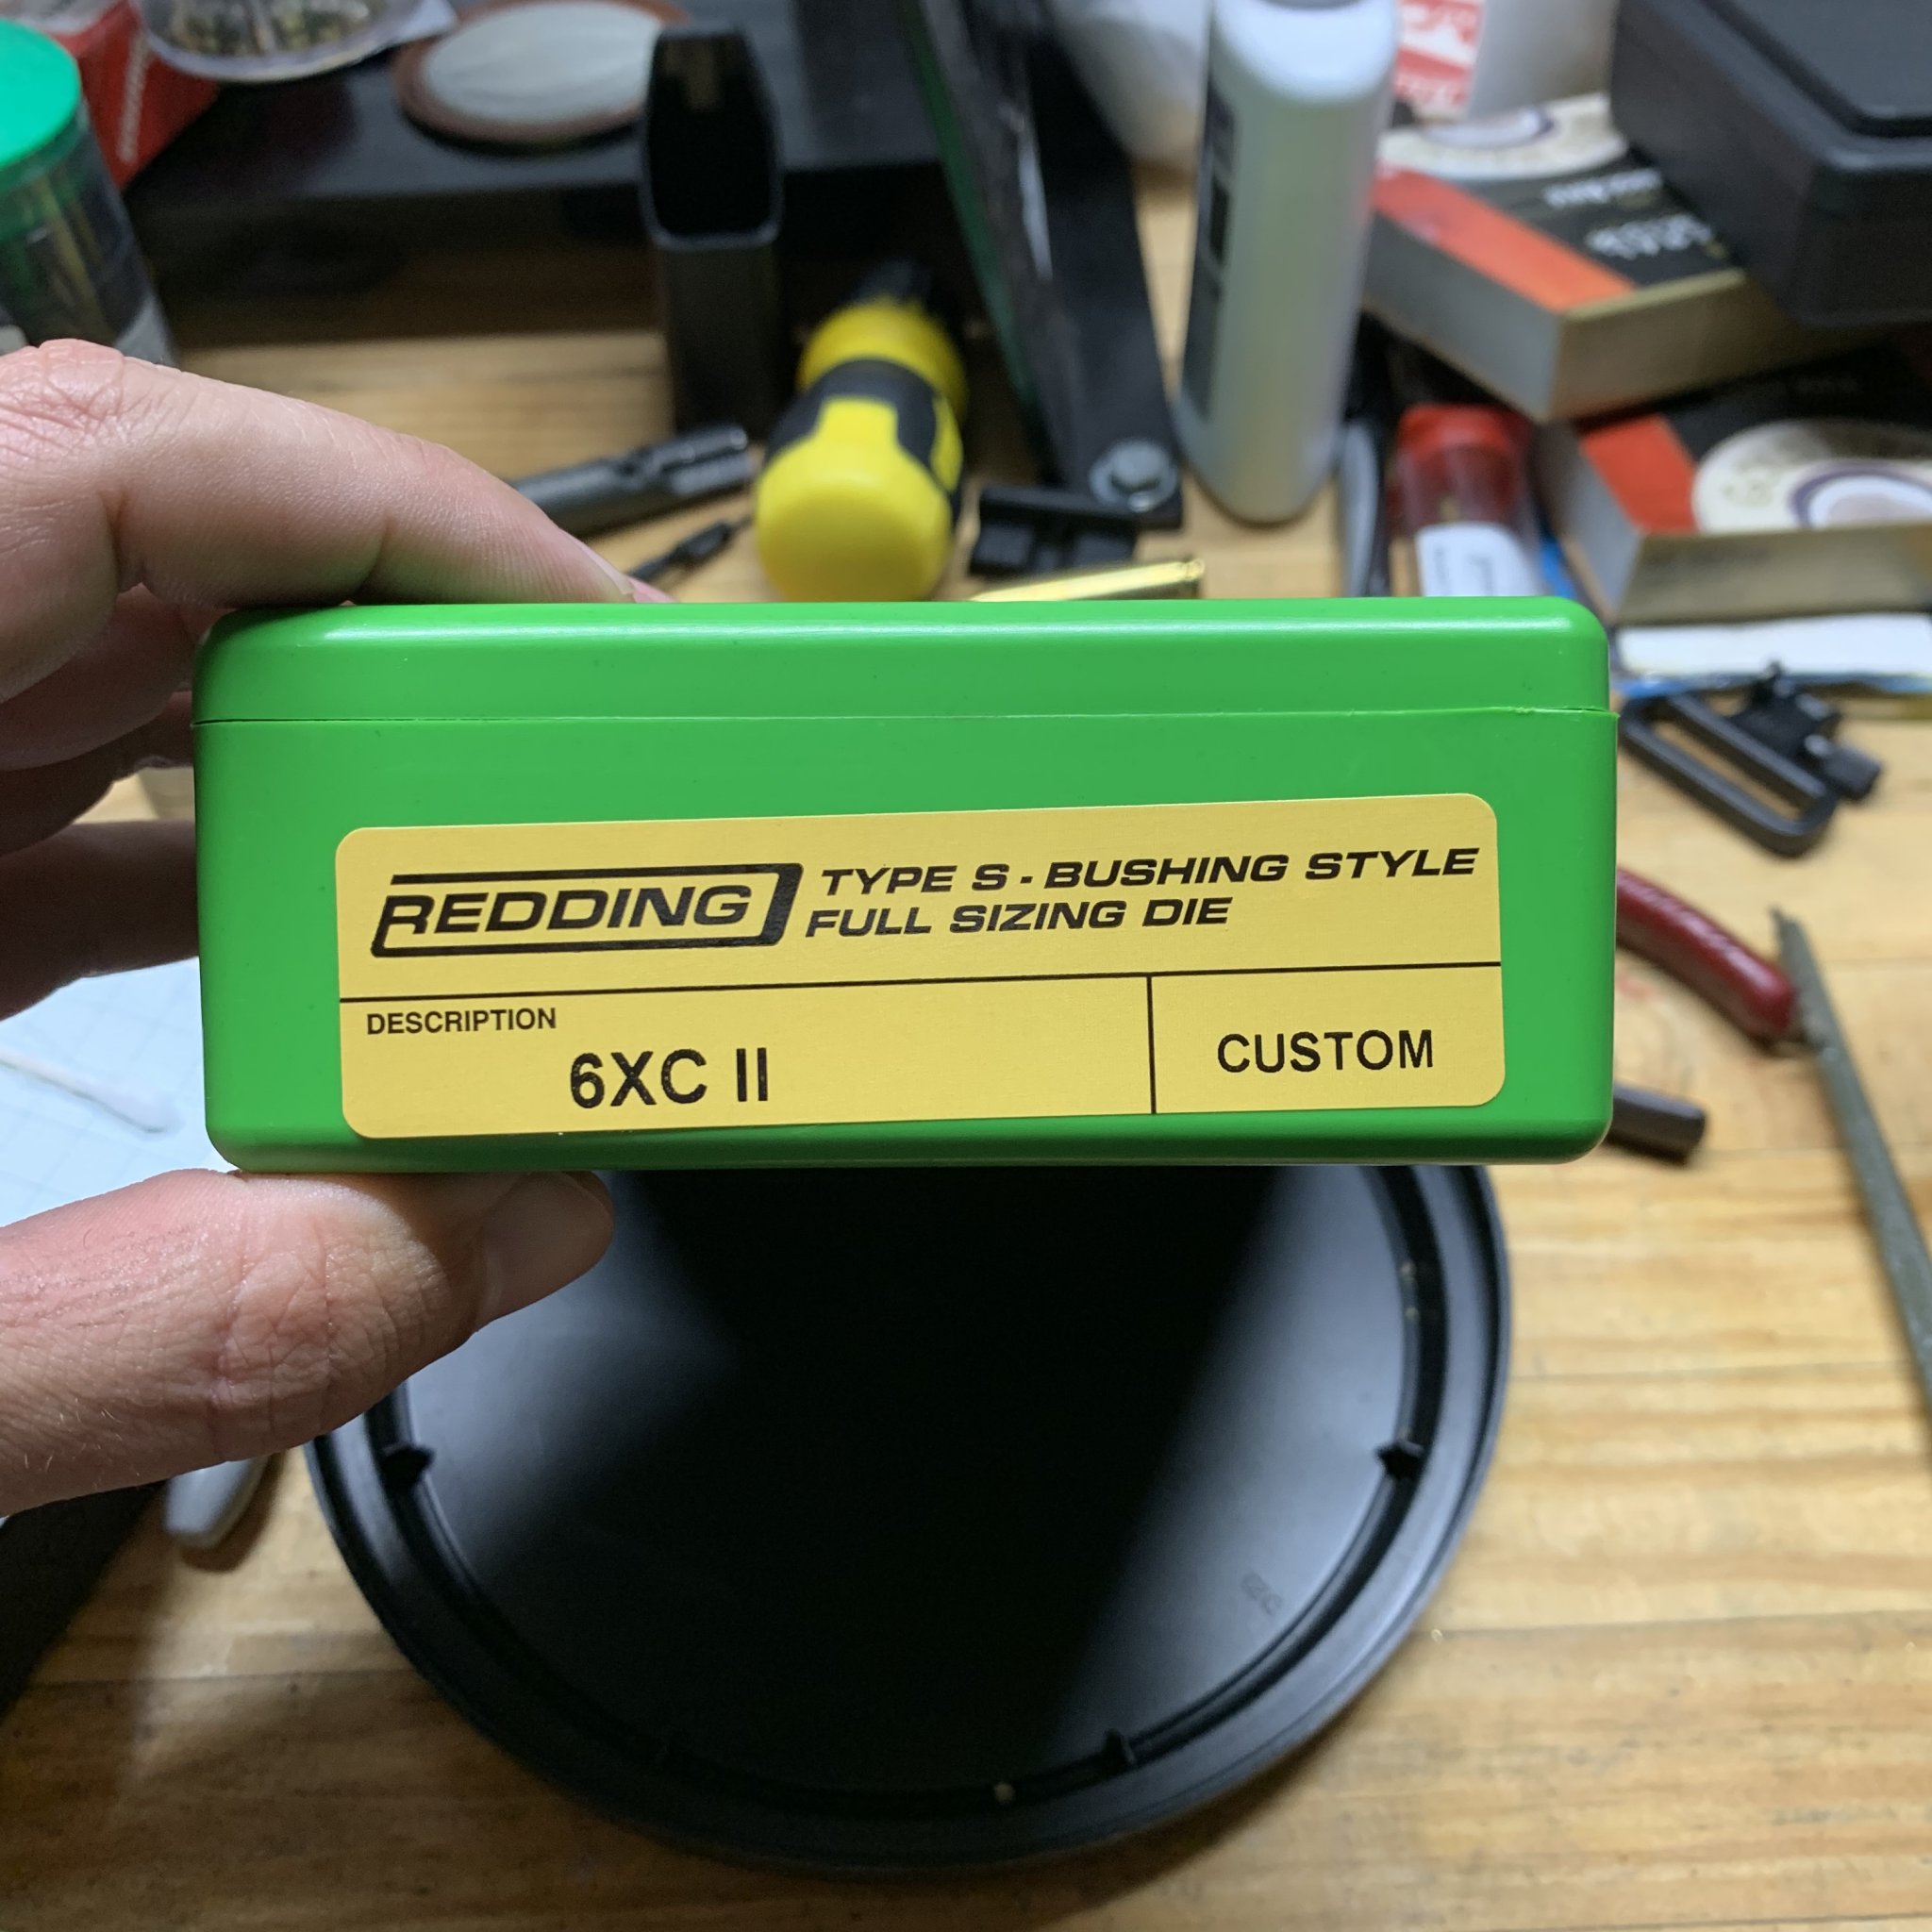 REDDING
TYPE S - BUSHING STYLE
FULL SIZING DIE
DESCRIPTION
6XC II
CUSTOM